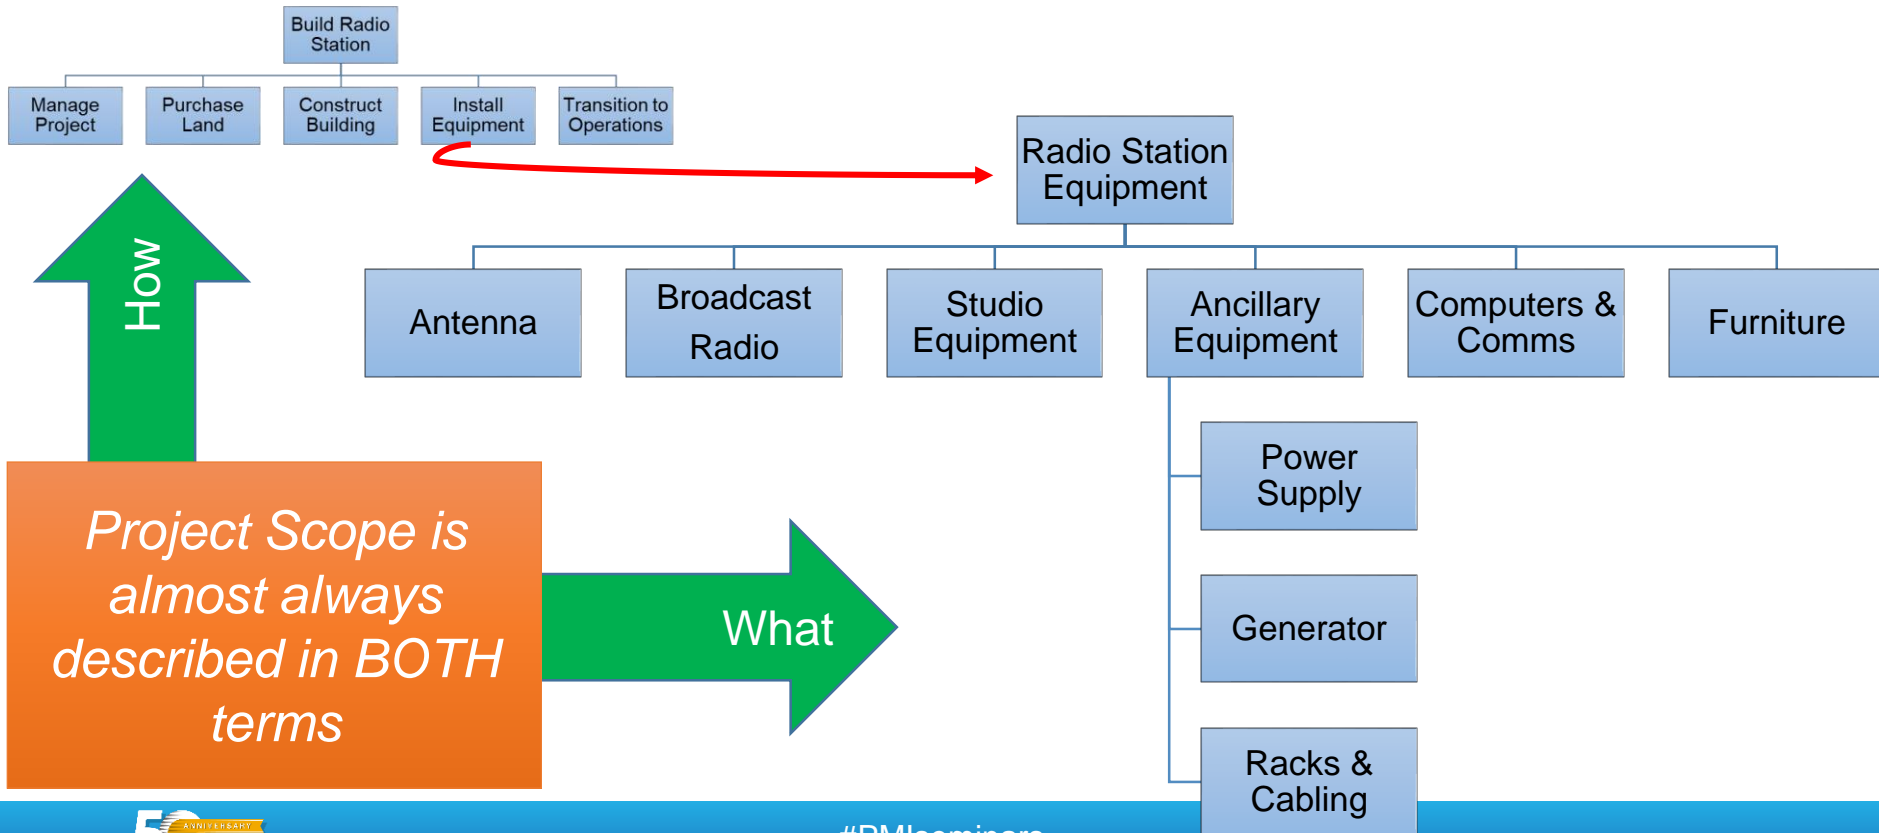 Build Radio
Station
Manage
Project
Purchase
Land
Construct
Building
Install
Equipment
Transition to
Operations
Radio Station
Equipment
How
Antenna
Broadcast
Radio
Studio
Equipment
Ancillary
Equipment
Computers &
Comms
Furniture
Power
Supply
Generator
Racks &
Cabling
Project Scope is
almost always
described in BOTH
terms
What
ANNIVERSARY
#PMIseminars